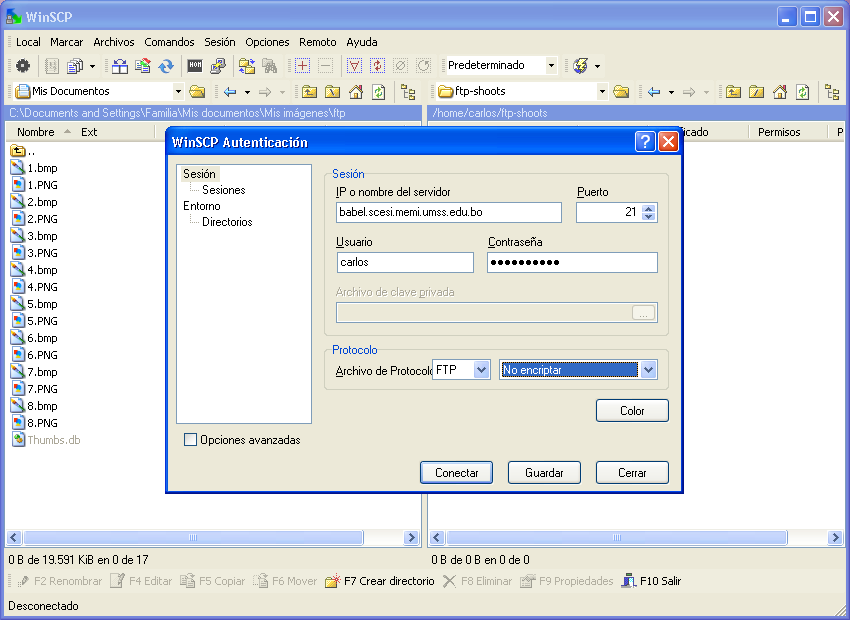 WinSCP
Local Marcar Archivos Comandos Sesión Opciones Remoto Ayuda
Predeterminado
Mis Documentos
ftp-shoots
C:\Documents and Settings\Familia\Mis documentos\Mis imágenes\ftp
/home/carlos/ftp-shoots
Nombre Ext
Permisos
..
1.bmp
1.PNG
2.bmp
2.PNG
3.bmp
3.PNG
4.bmp
4.PNG
5.bmp
5.PNG
6.bmp
6.PNG
7.bmp
7.PNG
8.bmp
8.PNG
Thumbs.db
WinSCP Autenticación
Sesión
Sesiones
Entorno
Directorios
Sesión
IP o nombre del servidor
Puerto
babel.scesi.memi.umss.edu.bo
21
Usuario
Contraseña
carlos
●●●●●●●●●●
Archivo de clave privada
...
Protocolo
Archivo de Protocolo
FTP
No encriptar
Color
Opciones avanzadas
Conectar
Guardar
Cerrar
0 B de 19.591 KiB en 0 de 17
0 B de 0 B en 0 de 0
F2 Renombrar F4 Editar F5 Copiar F6 Mover F7 Crear directorio F8 Eliminar F9 Propiedades F10 Salir
Desconectado